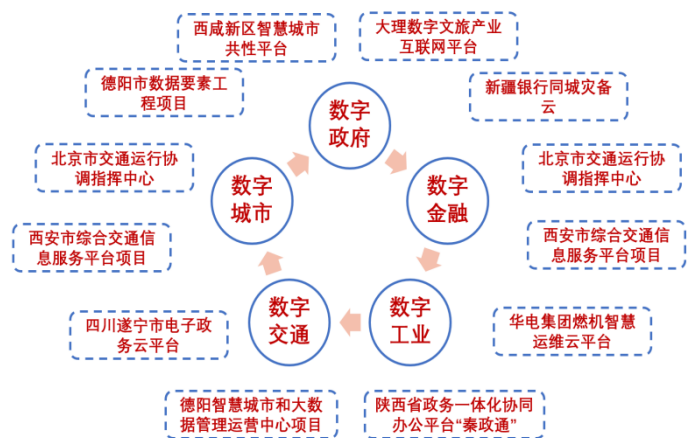 西咸新区智慧城市
共性平台
大理数字文旅产业
互联网平台
德阳市数据要素工
程项目
新疆银行同城灾备
云
数字
政府
北京市交通运行协
调指挥中心
数字
城市
数字
金融
北京市交通运行协
调指挥中心
西安市综合交通信
息服务平台项目
西安市综合交通信
息服务平台项目
四川遂宁市电子政
务云平台
数字
交通
数字
工业
华电集团燃机智慧
运维云平台
德阳智慧城市和大数
据管理运营中心项目
陕西省政务一体化协同
办公平台“秦政通”